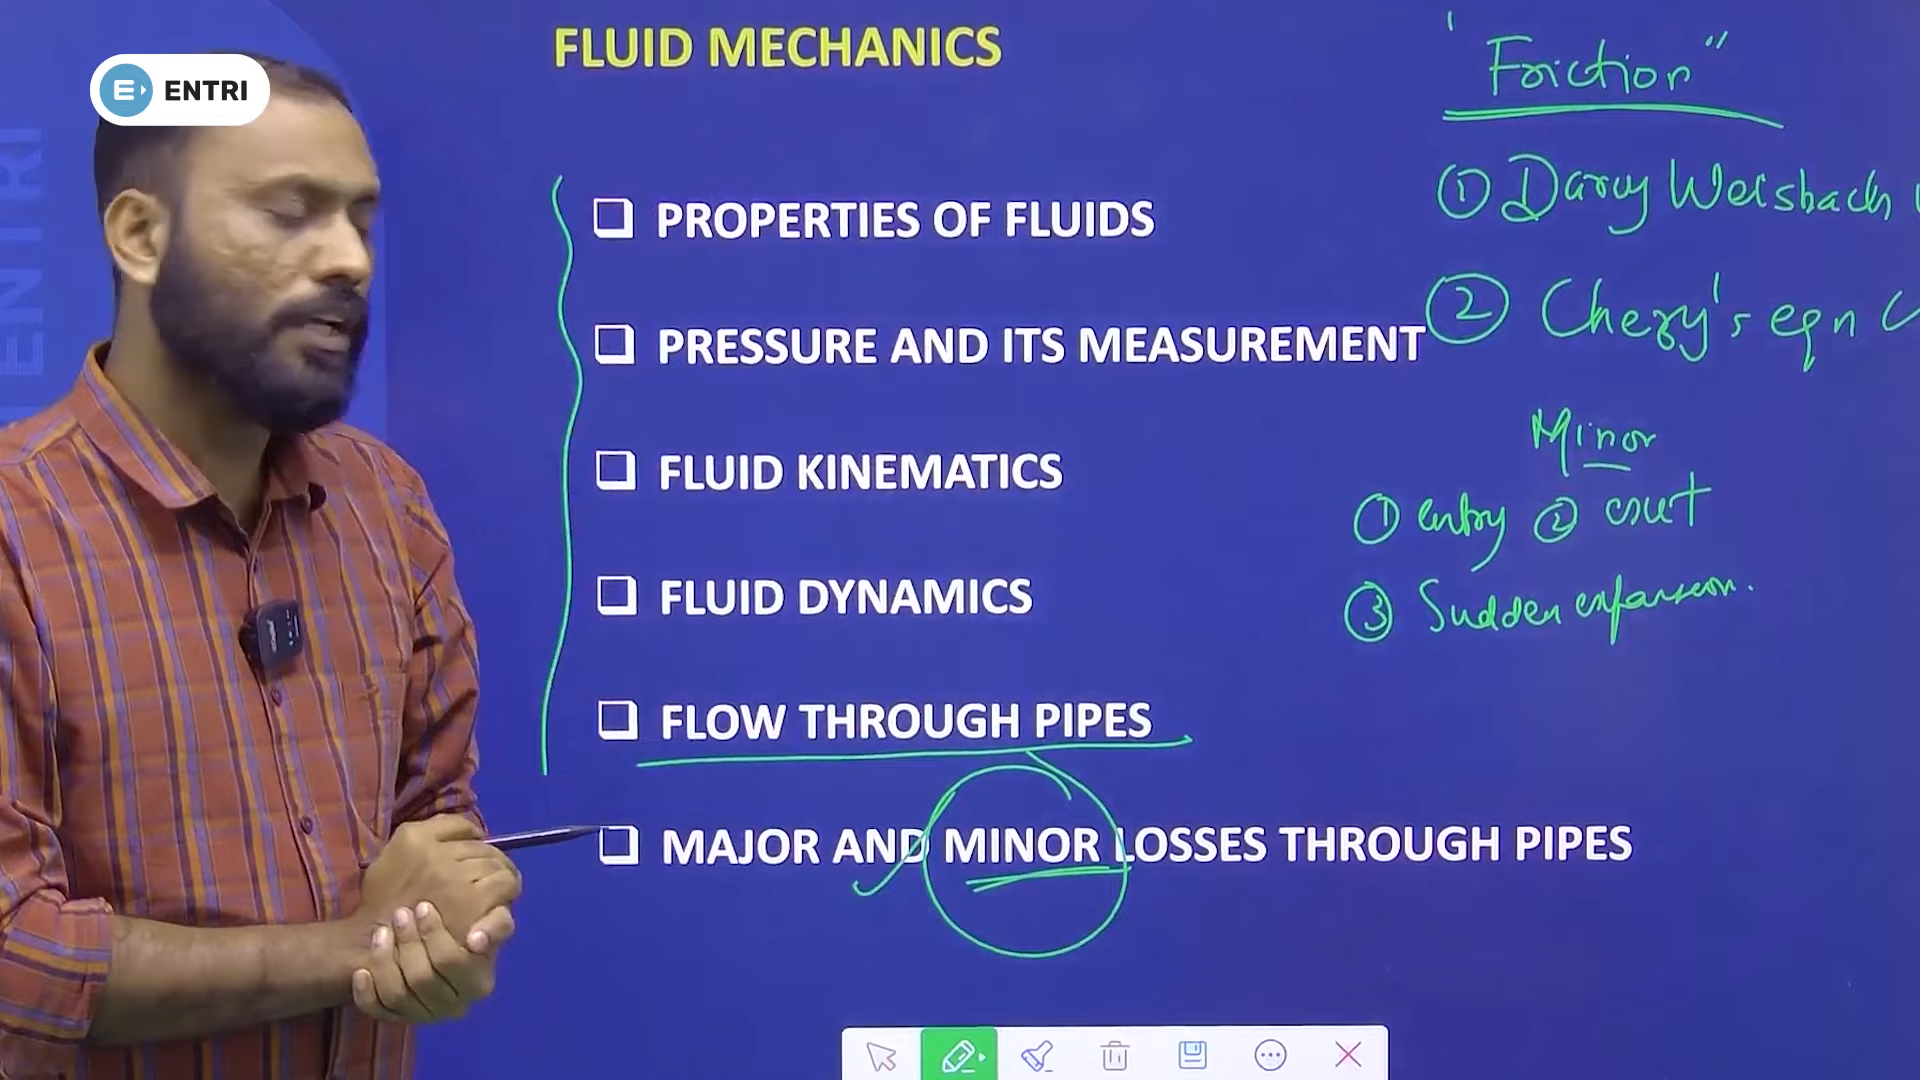 ENTRI
FLUID MECHANICS
"Friction"
① Darcy Weisbach
PROPERTIES OF FLUIDS
② Chezy's eqn
PRESSURE AND ITS MEASUREMENT
Minor
FLUID KINEMATICS
① entry ② exit
③ Sudden expansion.
FLUID DYNAMICS
FLOW THROUGH PIPES
MAJOR AND MINOR LOSSES THROUGH PIPES
ENTRI